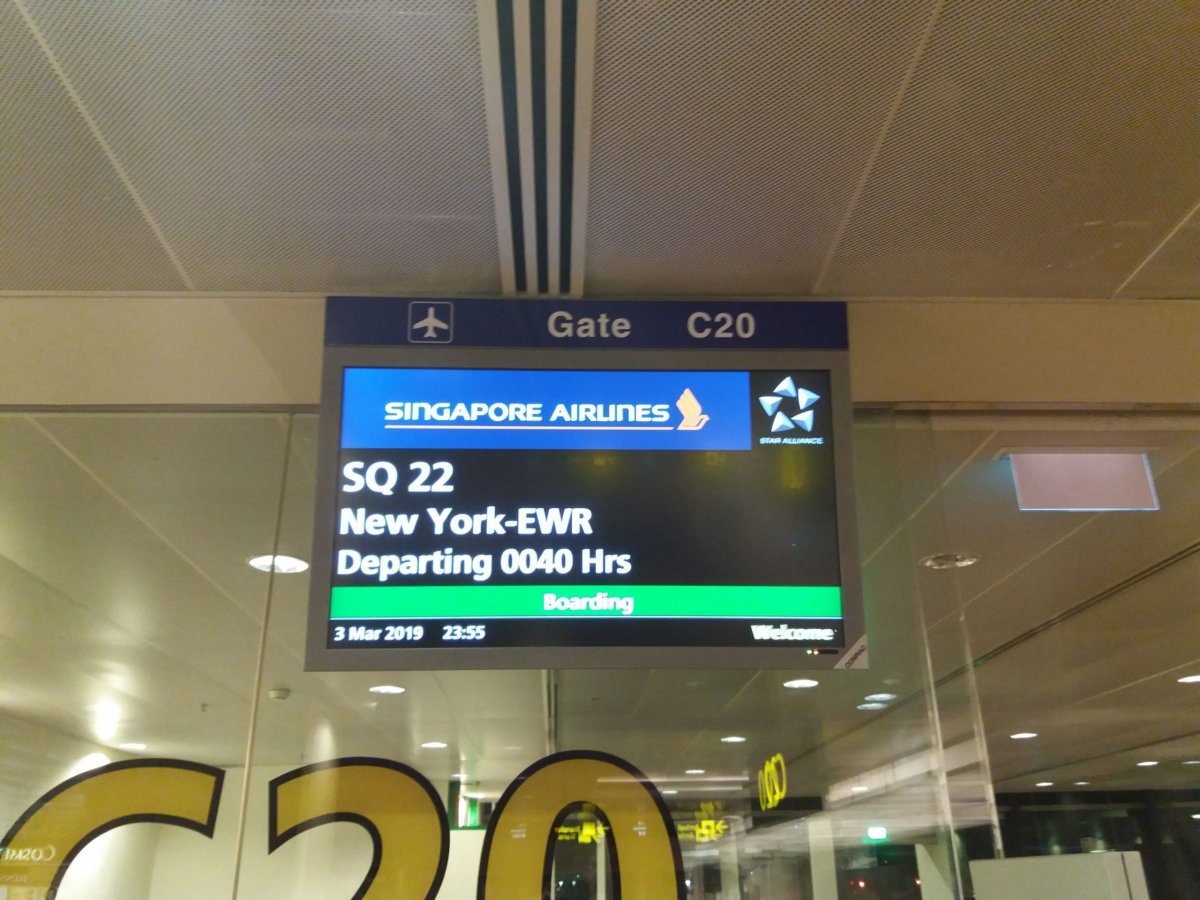 Gate C20
SINGAPORE AIRLINES
STAR ALLIANCE
SQ 22
New York-EWR
Departing 0040 Hrs
Boarding
3 Mar 2019 23:55 Welcome
C20